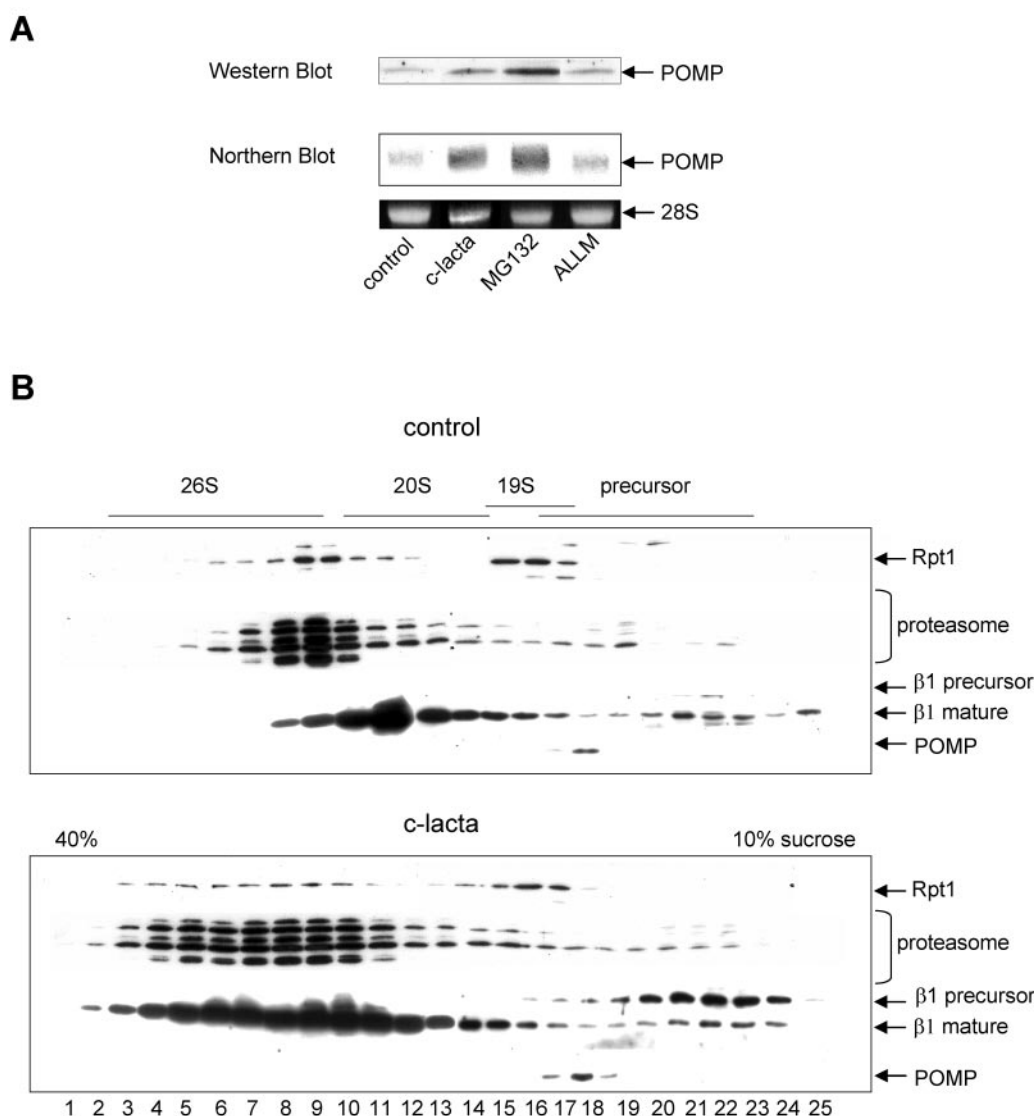 A
Western Blot
POMP
Northern Blot
POMP
28S
control
c-lacta
MG132
ALLM
B
control
26S
20S
19S
precursor
Rpt1
proteasome
β1 precursor
β1 mature
POMP
40%
c-lacta
10% sucrose
Rpt1
proteasome
β1 precursor
β1 mature
POMP
1 2 3 4 5 6 7 8 9 10 11 12 13 14 15 16 17 18 19 20 21 22 23 24 25